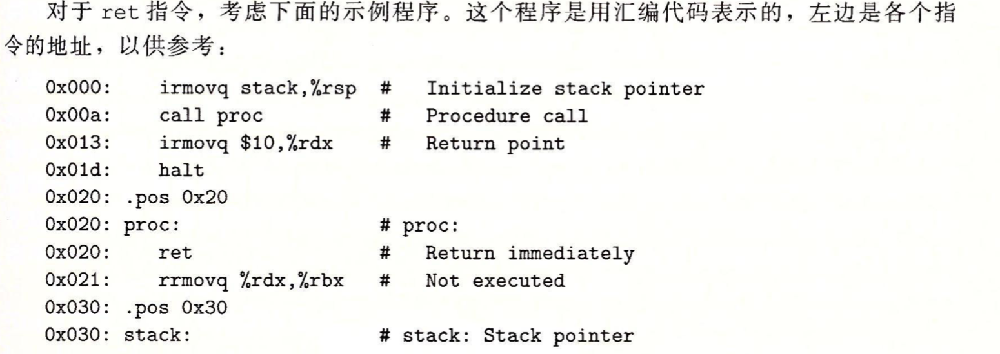 对于 ret 指令，考虑下面的示例程序。这个程序是用汇编代码表示的，左边是各个指
令的地址，以供参考：
0x000:    irmovq stack,%rsp  #   Initialize stack pointer
0x00a:    call proc          #   Procedure call
0x013:    irmovq $10,%rdx    #   Return point
0x01d:    halt
0x020: .pos 0x20
0x020: proc:                 # proc:
0x020:    ret                #   Return immediately
0x021:    rrmovq %rdx,%rbx   #   Not executed
0x030: .pos 0x30
0x030: stack:                # stack: Stack pointer